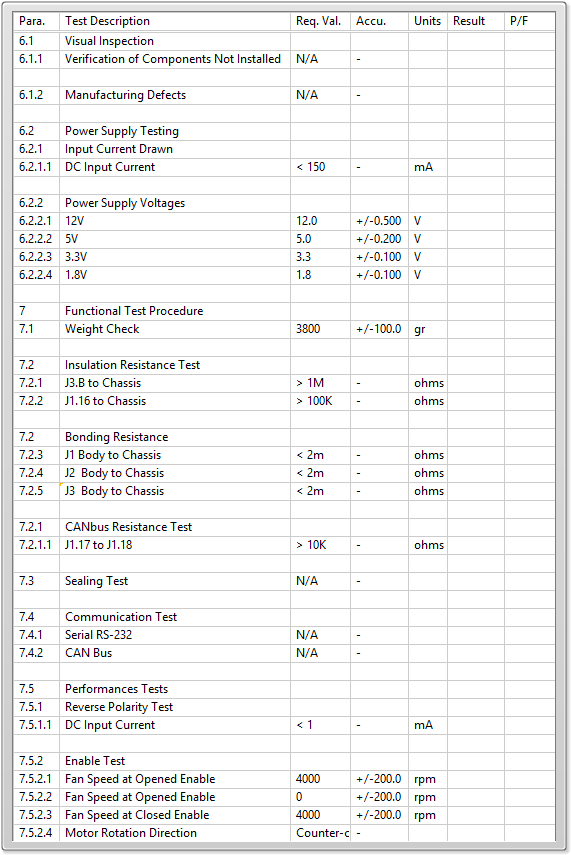 Para. Test Description Req. Val. Accu. Units Result P/F
6.1 Visual Inspection
6.1.1 Verification of Components Not Installed N/A -
6.1.2 Manufacturing Defects N/A -
6.2 Power Supply Testing
6.2.1 Input Current Drawn
6.2.1.1 DC Input Current < 150 - mA
6.2.2 Power Supply Voltages
6.2.2.1 12V 12.0 +/-0.500 V
6.2.2.2 5V 5.0 +/-0.200 V
6.2.2.3 3.3V 3.3 +/-0.100 V
6.2.2.4 1.8V 1.8 +/-0.100 V
7 Functional Test Procedure
7.1 Weight Check 3800 +/-100.0 gr
7.2 Insulation Resistance Test
7.2.1 J3.B to Chassis > 1M - ohms
7.2.2 J1.16 to Chassis > 100K - ohms
7.2 Bonding Resistance
7.2.3 J1 Body to Chassis < 2m - ohms
7.2.4 J2 Body to Chassis < 2m - ohms
7.2.5 J3 Body to Chassis < 2m - ohms
7.2.1 CANbus Resistance Test
7.2.1.1 J1.17 to J1.18 > 10K - ohms
7.3 Sealing Test N/A -
7.4 Communication Test
7.4.1 Serial RS-232 N/A -
7.4.2 CAN Bus N/A -
7.5 Performances Tests
7.5.1 Reverse Polarity Test
7.5.1.1 DC Input Current < 1 - mA
7.5.2 Enable Test
7.5.2.1 Fan Speed at Opened Enable 4000 +/-200.0 rpm
7.5.2.2 Fan Speed at Opened Enable 0 +/-200.0 rpm
7.5.2.3 Fan Speed at Closed Enable 4000 +/-200.0 rpm
7.5.2.4 Motor Rotation Direction Counter-c -